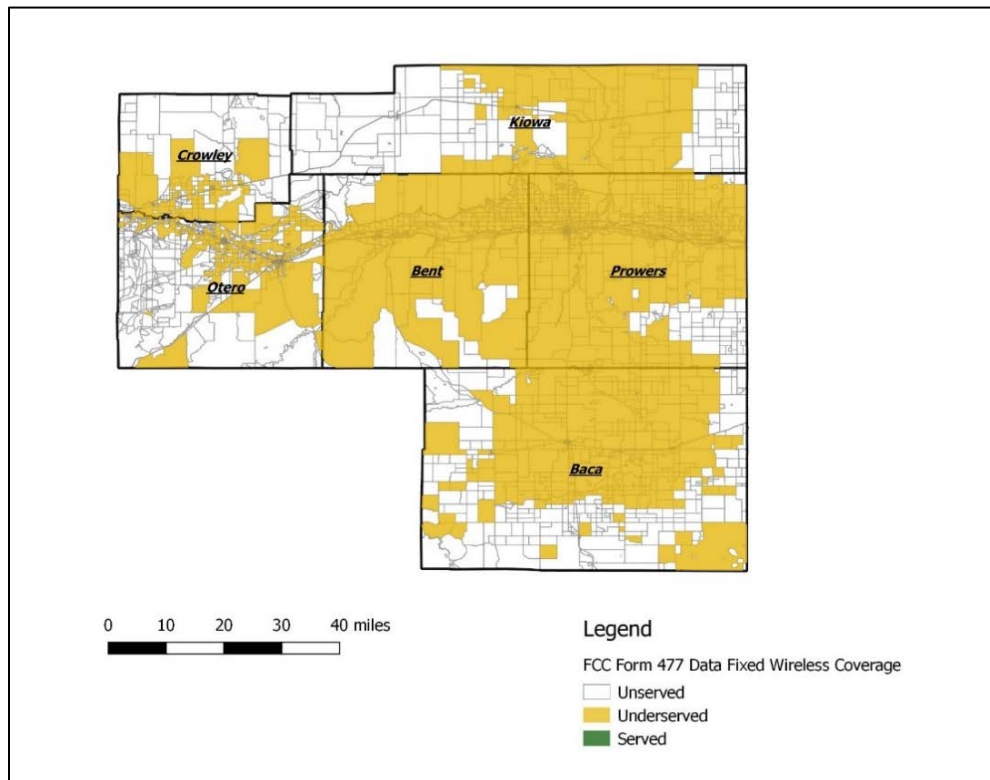 Kiowa
Crowley
Bent
Prowers
Otero
Baca
0 10 20 30 40 miles
Legend
FCC Form 477 Data Fixed Wireless Coverage
Unserved
Underserved
Served